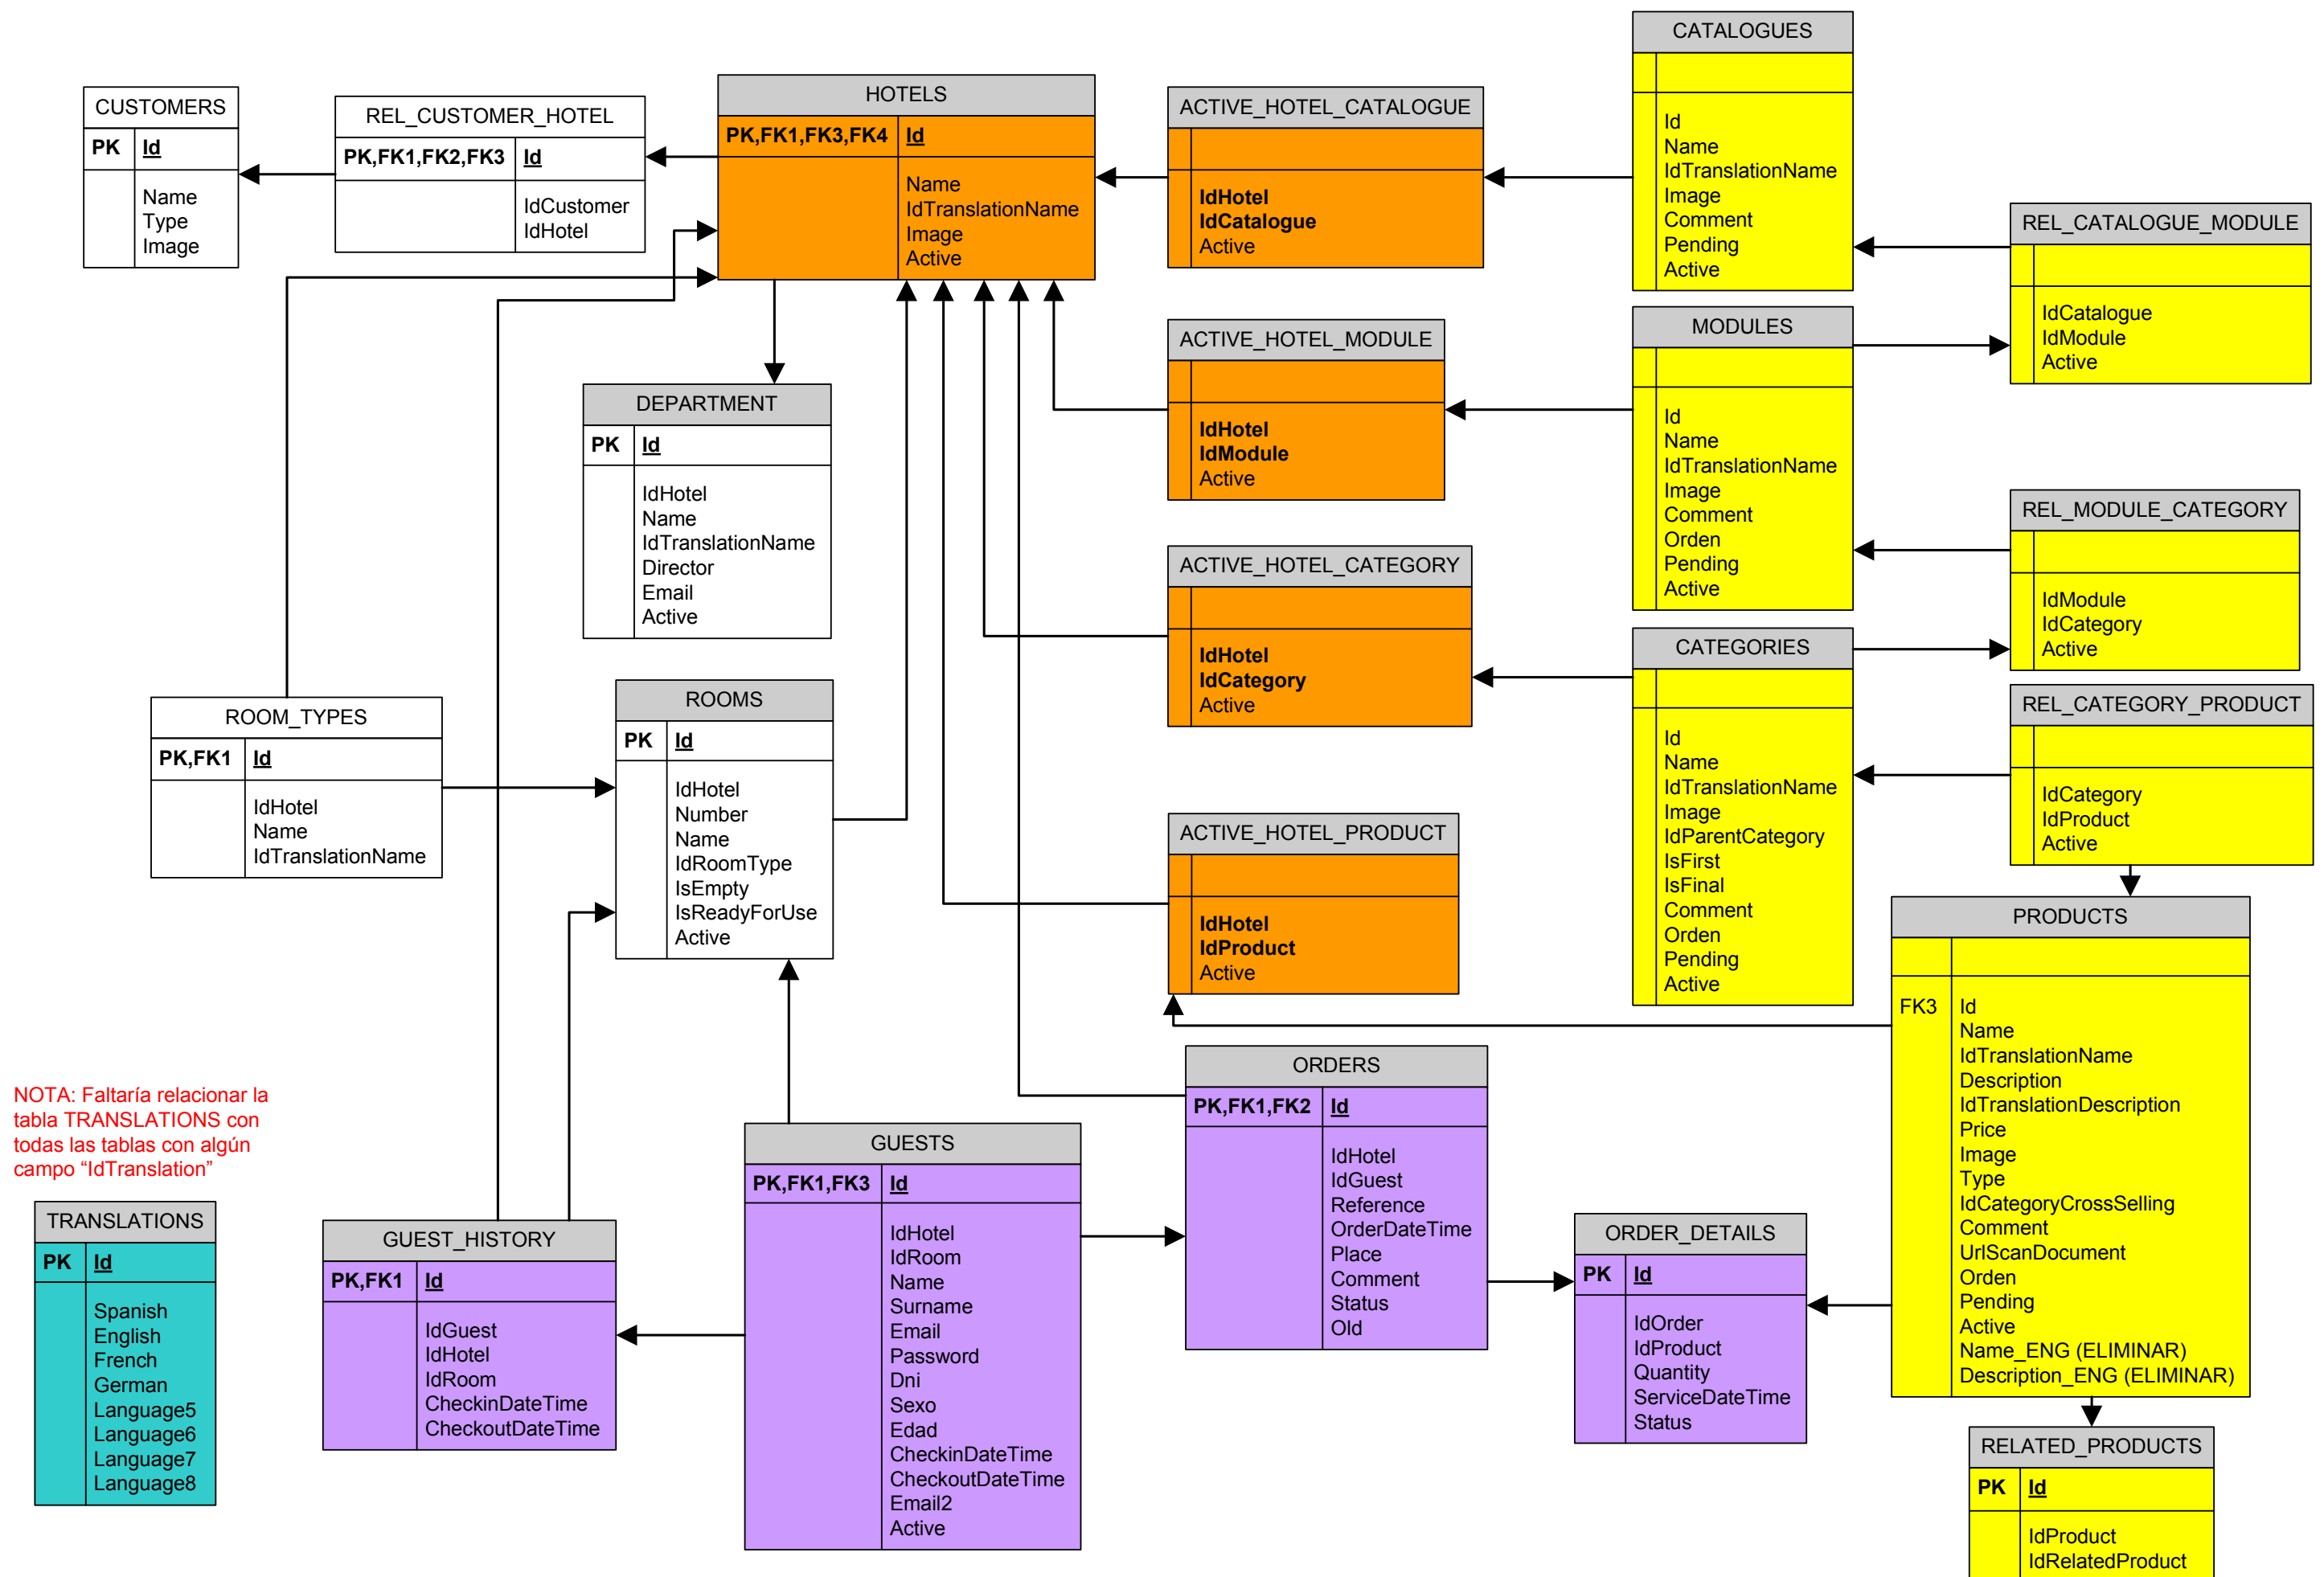 CUSTOMERS
PK Id
Name
Type
Image
REL_CUSTOMER_HOTEL
PK,FK1,FK2,FK3 Id
IdCustomer
IdHotel
HOTELS
PK,FK1,FK3,FK4 Id
Name
IdTranslationName
Image
Active
ACTIVE_HOTEL_CATALOGUE
IdHotel
IdCatalogue
Active
CATALOGUES
Id
Name
IdTranslationName
Image
Comment
Pending
Active
REL_CATALOGUE_MODULE
IdCatalogue
IdModule
Active
DEPARTMENT
PK Id
IdHotel
Name
IdTranslationName
Director
Email
Active
ACTIVE_HOTEL_MODULE
IdHotel
IdModule
Active
MODULES
Id
Name
IdTranslationName
Image
Comment
Orden
Pending
Active
REL_MODULE_CATEGORY
IdModule
IdCategory
Active
ACTIVE_HOTEL_CATEGORY
IdHotel
IdCategory
Active
CATEGORIES
Id
Name
IdTranslationName
Image
IdParentCategory
IsFirst
IsFinal
Comment
Orden
Pending
Active
REL_CATEGORY_PRODUCT
IdCategory
IdProduct
Active
ROOM_TYPES
PK,FK1 Id
IdHotel
Name
IdTranslationName
ROOMS
PK Id
IdHotel
Number
Name
IdRoomType
IsEmpty
IsReadyForUse
Active
ACTIVE_HOTEL_PRODUCT
IdHotel
IdProduct
Active
PRODUCTS
FK3 Id
Name
IdTranslationName
Description
IdTranslationDescription
Price
Image
Type
IdCategoryCrossSelling
Comment
UrlScanDocument
Orden
Pending
Active
Name_ENG (ELIMINAR)
Description_ENG (ELIMINAR)
NOTA: Faltaría relacionar la
tabla TRANSLATIONS con
todas las tablas con algún
campo “IdTranslation”
TRANSLATIONS
PK Id
Spanish
English
French
German
Language5
Language6
Language7
Language8
GUEST_HISTORY
PK,FK1 Id
IdGuest
IdHotel
IdRoom
CheckinDateTime
CheckoutDateTime
GUESTS
PK,FK1,FK3 Id
IdHotel
IdRoom
Name
Surname
Email
Password
Dni
Sexo
Edad
CheckinDateTime
CheckoutDateTime
Email2
Active
ORDERS
PK,FK1,FK2 Id
IdHotel
IdGuest
Reference
OrderDateTime
Place
Comment
Status
Old
ORDER_DETAILS
PK Id
IdOrder
IdProduct
Quantity
ServiceDateTime
Status
RELATED_PRODUCTS
PK Id
IdProduct
IdRelatedProduct